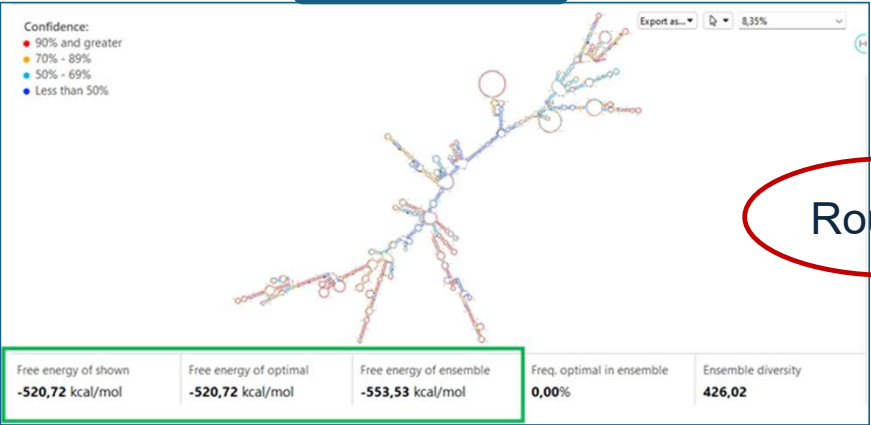 Confidence:
90% and greater
70% - 89%
50% - 69%
Less than 50%
Export as...
8,35%
Free energy of shown
-520,72 kcal/mol
Free energy of optimal
-520,72 kcal/mol
Free energy of ensemble
-553,53 kcal/mol
Freq. optimal in ensemble
0,00%
Ensemble diversity
426,02